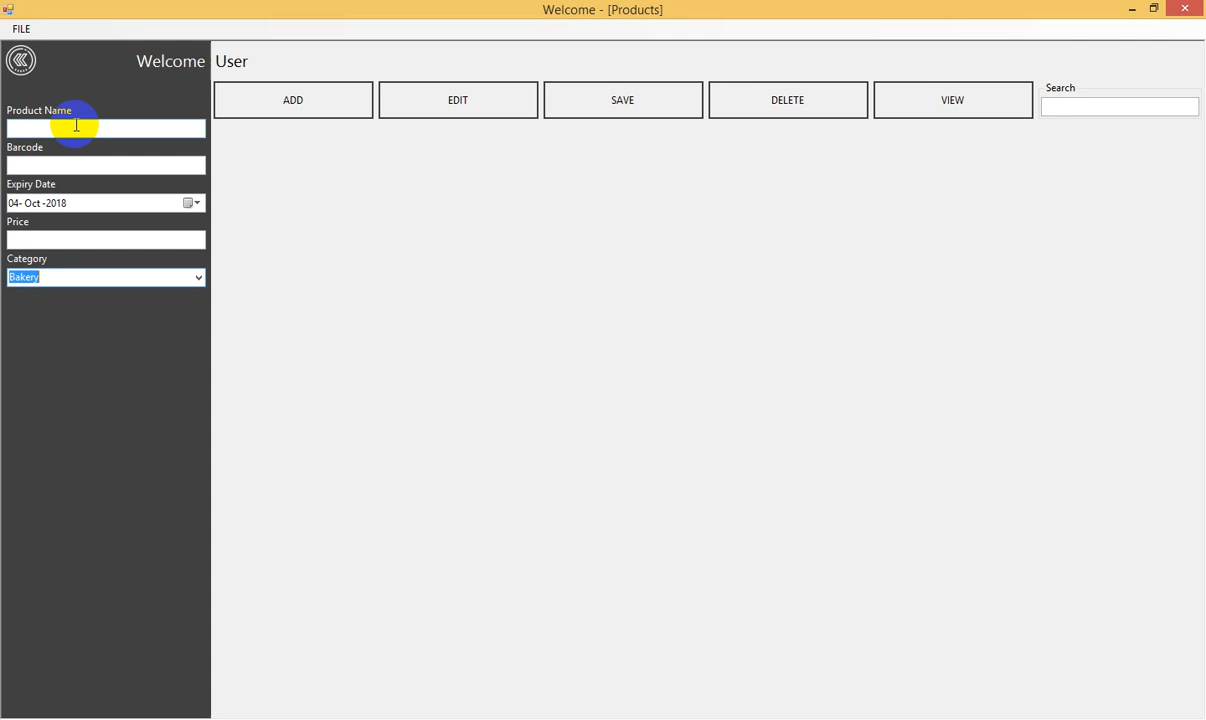 Welcome - [Products]
FILE
Welcome User
ADD
EDIT
SAVE
DELETE
VIEW
Search
Product Name
Barcode
Expiry Date
04- Oct -2018
Price
Category
Bakery